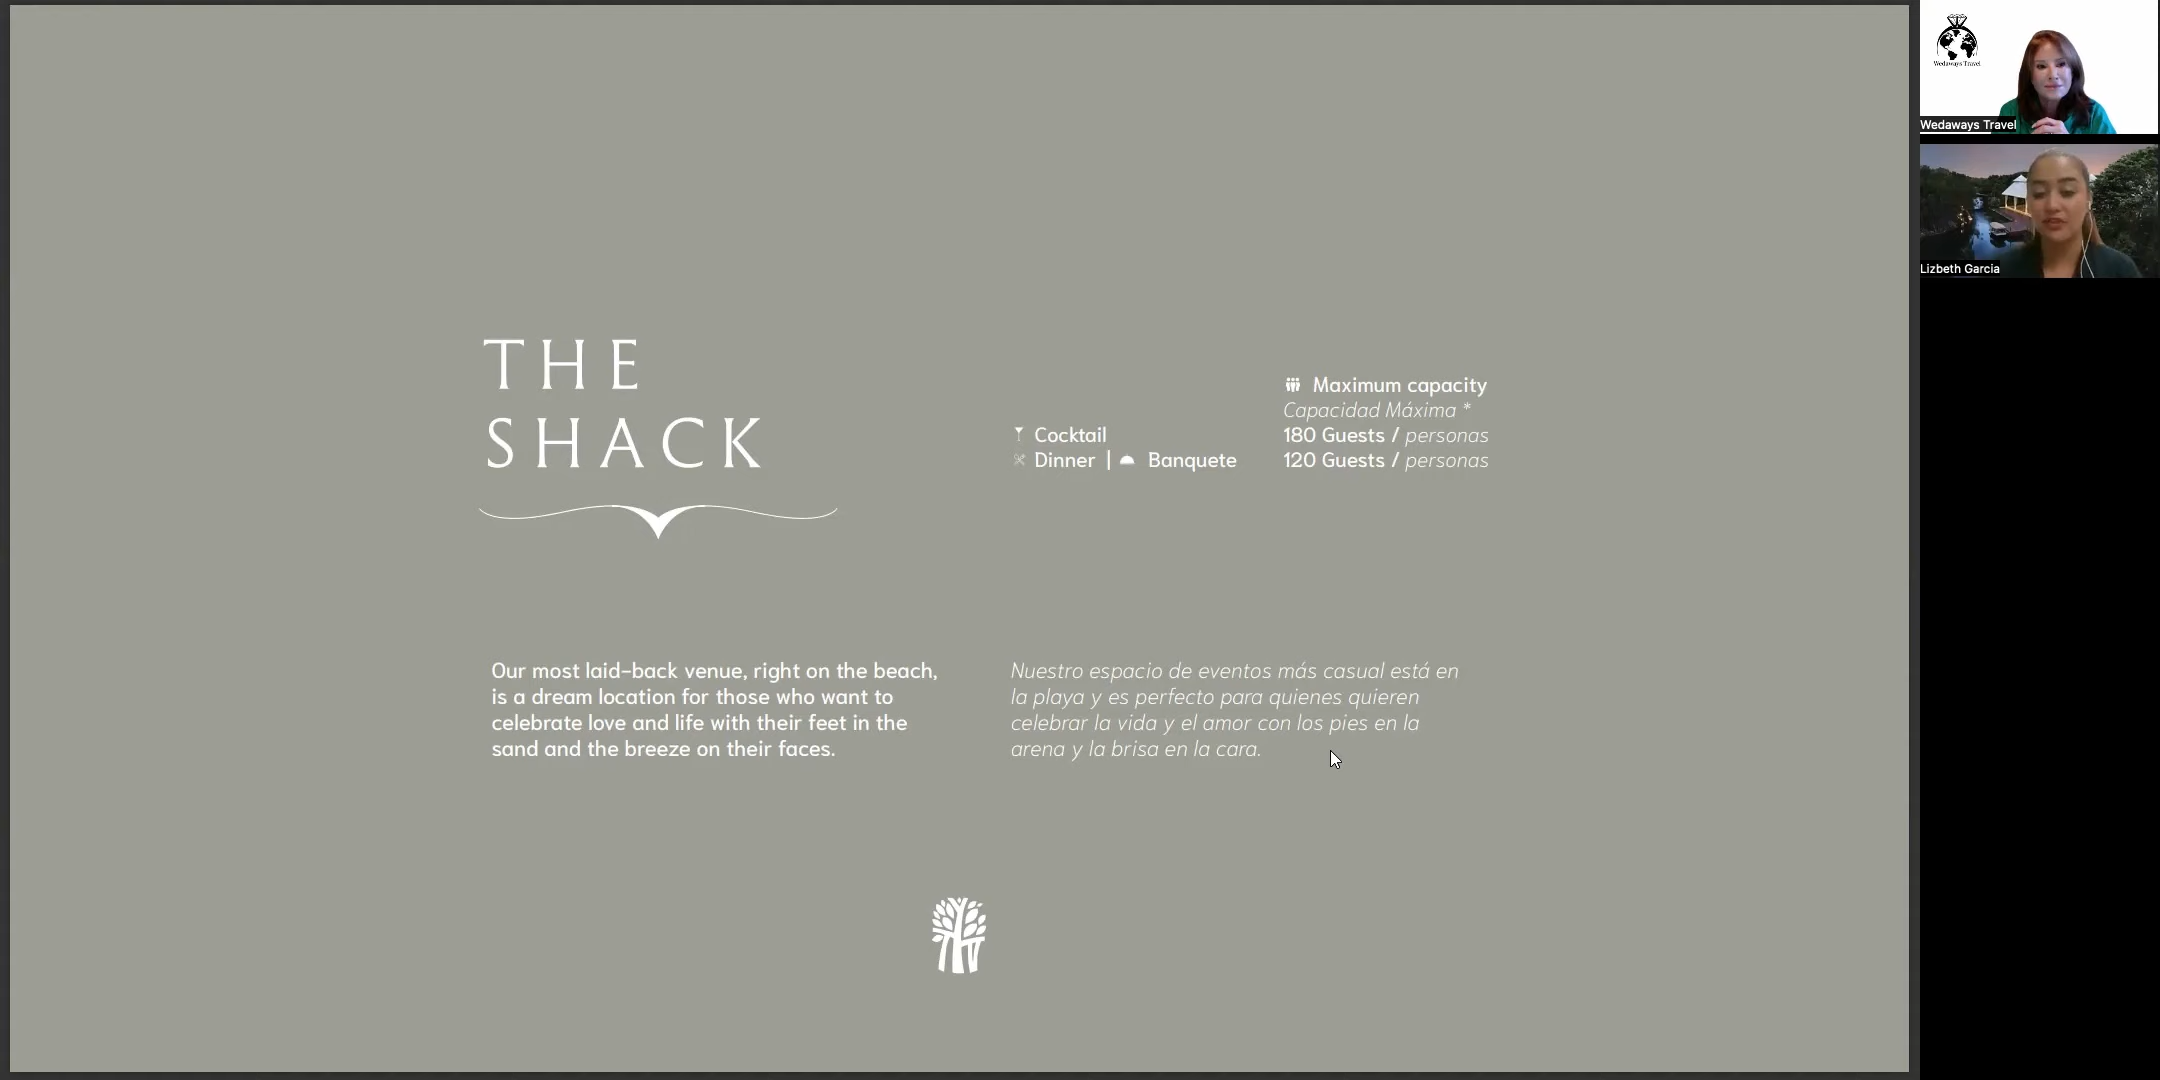 THE
SHACK
Maximum capacity
Capacidad Máxima *
Cocktail
180 Guests / personas
Dinner | Banquete
120 Guests / personas
Our most laid-back venue, right on the beach,
is a dream location for those who want to
celebrate love and life with their feet in the
sand and the breeze on their faces.
Nuestro espacio de eventos más casual está en
la playa y es perfecto para quienes quieren
celebrar la vida y el amor con los pies en la
arena y la brisa en la cara.
Wedaways Travel
Wedaways Travel
Lizbeth Garcia